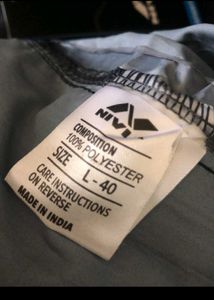 NIVIA
COMPOSITION
100% POLYESTER
SIZE L - 40
CARE INSTRUCTIONS
ON REVERSE
MADE IN INDIA